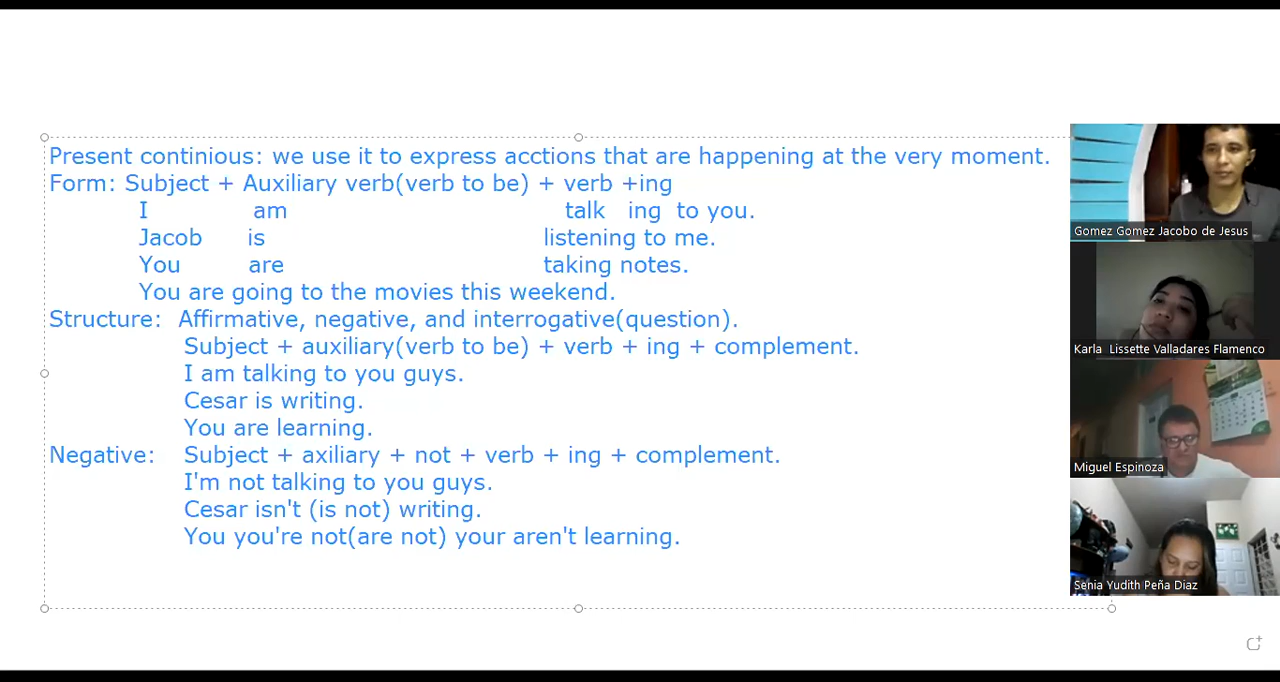 Present continious: we use it to express acctions that are happening at the very moment.
Form: Subject + Auxiliary verb(verb to be) + verb +ing
I am talk ing to you.
Jacob is listening to me.
You are taking notes.
You are going to the movies this weekend.
Structure: Affirmative, negative, and interrogative(question).
Subject + auxiliary(verb to be) + verb + ing + complement.
I am talking to you guys.
Cesar is writing.
You are learning.
Negative: Subject + axiliary + not + verb + ing + complement.
I'm not talking to you guys.
Cesar isn't (is not) writing.
You you're not(are not) your aren't learning.
Gomez Gomez Jacobo de Jesus
Karla Lissette Valladares Flamenco
Miguel Espinoza
Senia Yudith Peña Diaz